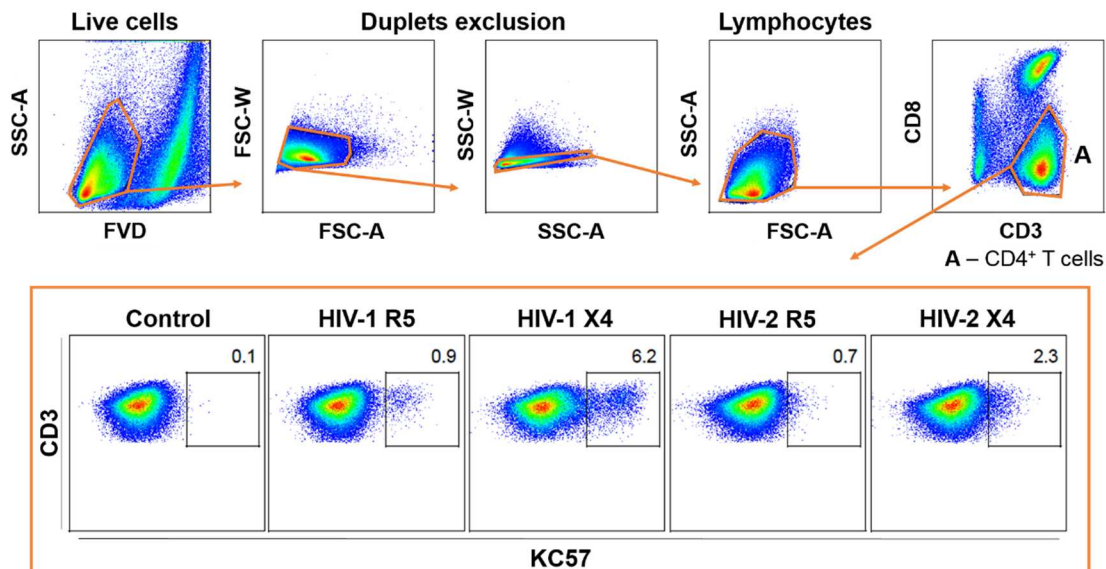 Live cells
Duplets exclusion
Lymphocytes
SSC-A
FVD
FSC-W
FSC-A
SSC-W
SSC-A
SSC-A
FSC-A
CD8
A
CD3
A – CD4⁺ T cells
Control
HIV-1 R5
HIV-1 X4
HIV-2 R5
HIV-2 X4
0.1
0.9
6.2
0.7
2.3
CD3
KC57